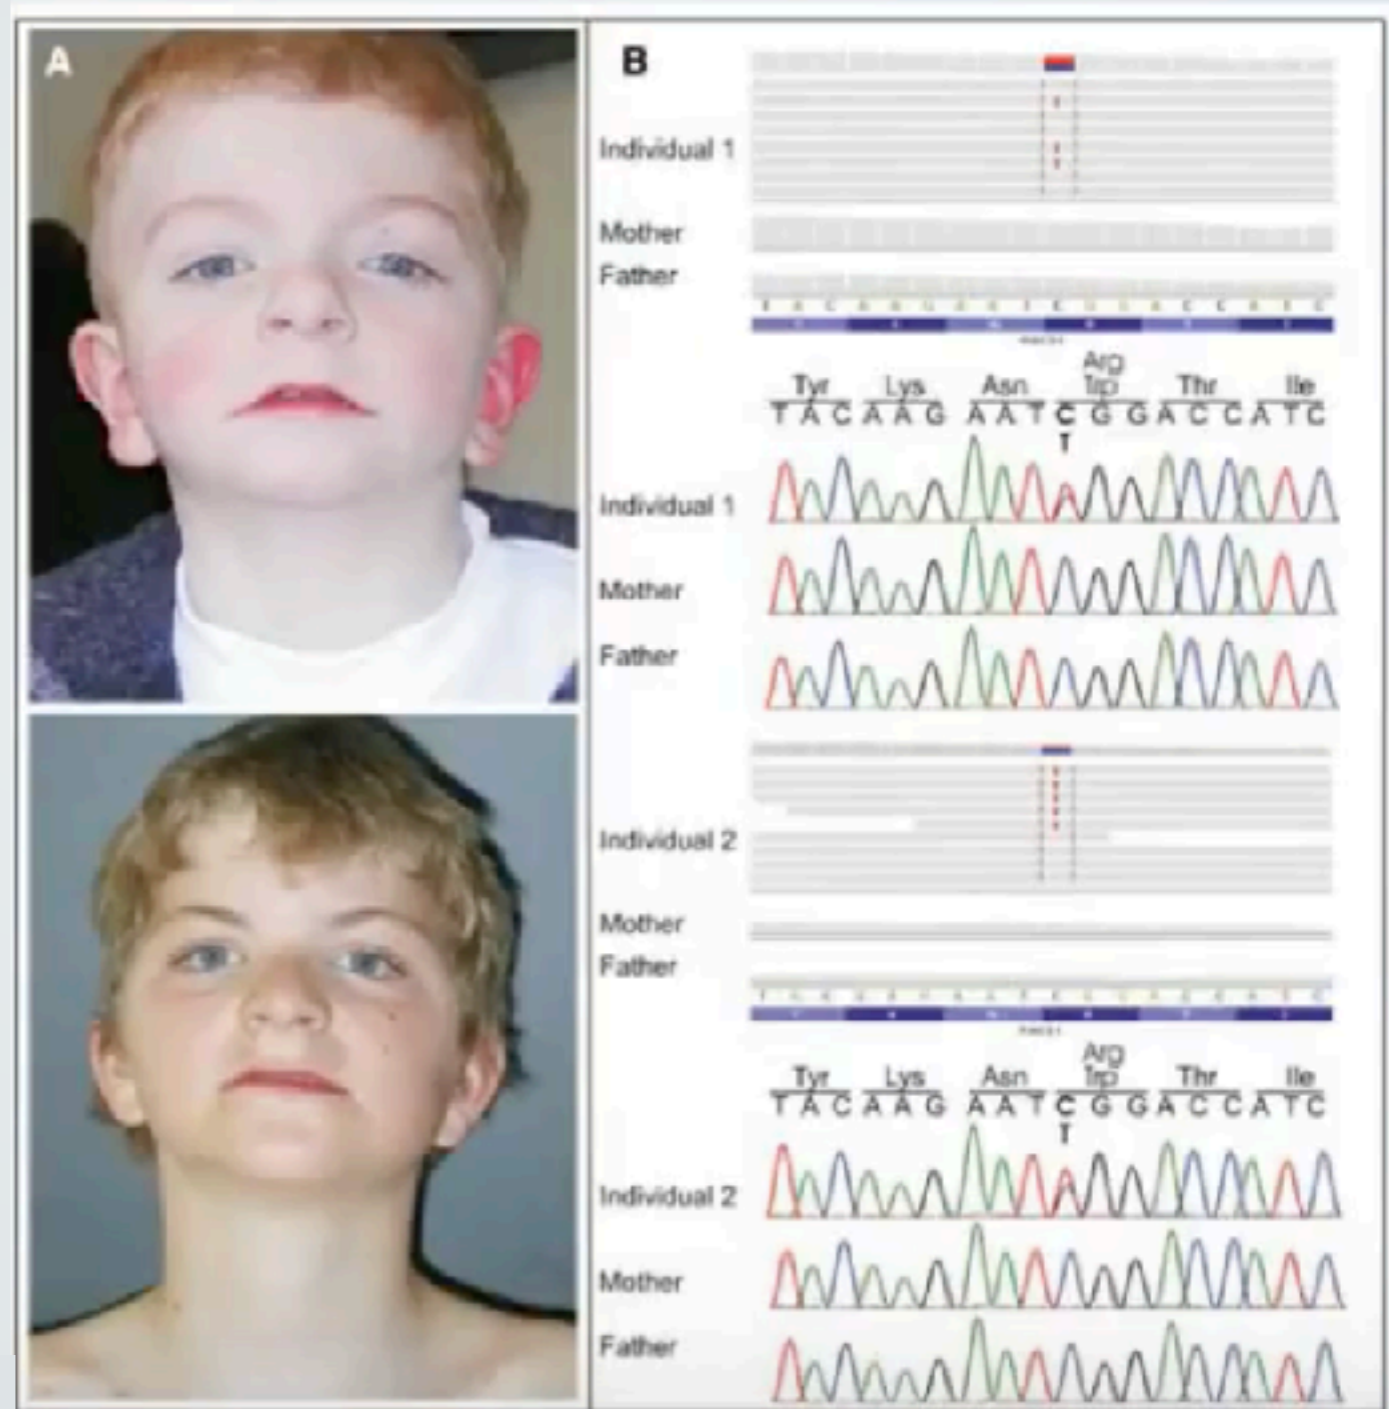 A
B
Individual 1
Mother
Father
Arg
Tyr Lys Asn Trp Thr Ile
T A C A A G A A T C G G A C C A T C
T
Individual 1
Mother
Father
Individual 2
Mother
Father
Arg
Tyr Lys Asn Trp Thr Ile
T A C A A G A A T C G G A C C A T C
T
Individual 2
Mother
Father